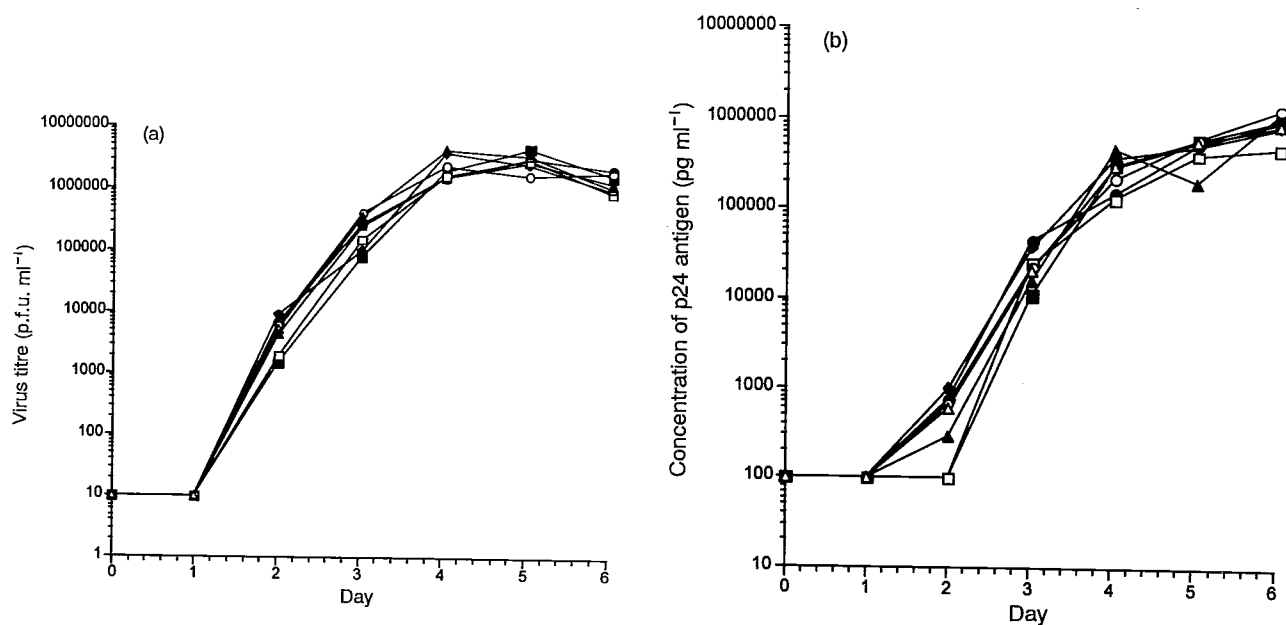 (a)
Virus titre (p.f.u. ml⁻¹)
10000000
1000000
100000
10000
1000
100
10
1
0 1 2 3 4 5 6
Day
(b)
Concentration of p24 antigen (pg ml⁻¹)
10000000
1000000
100000
10000
1000
100
10
0 1 2 3 4 5 6
Day